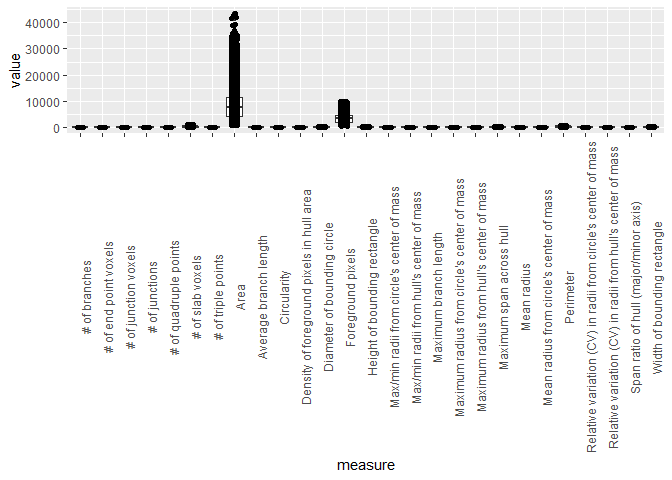 40000
30000
20000
10000
0
value
# of branches
# of end point voxels
# of junction voxels
# of junctions
# of quadruple points
# of slab voxels
# of triple points
Area
Average branch length
Circularity
Density of foreground pixels in hull area
Diameter of bounding circle
Foreground pixels
Height of bounding rectangle
Max/min radii from circle's center of mass
Max/min radii from hull's center of mass
Maximum branch length
Maximum radius from circle's center of mass
Maximum radius from hull's center of mass
Maximum span across hull
Mean radius
Mean radius from circle's center of mass
Perimeter
Relative variation (CV) in radii from circle's center of mass
Relative variation (CV) in radii from hull's center of mass
Span ratio of hull (major/minor axis)
Width of bounding rectangle
measure